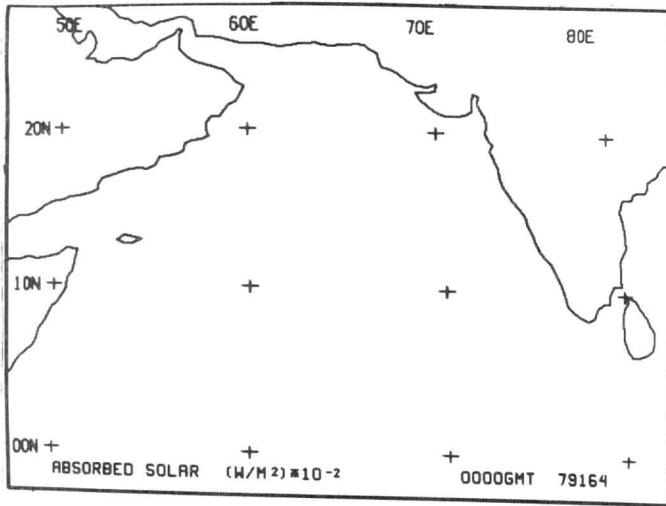 50E 60E 70E 80E
20N
10N
00N
ABSORBED SOLAR (W/M²)*10⁻² 0000GMT 79164